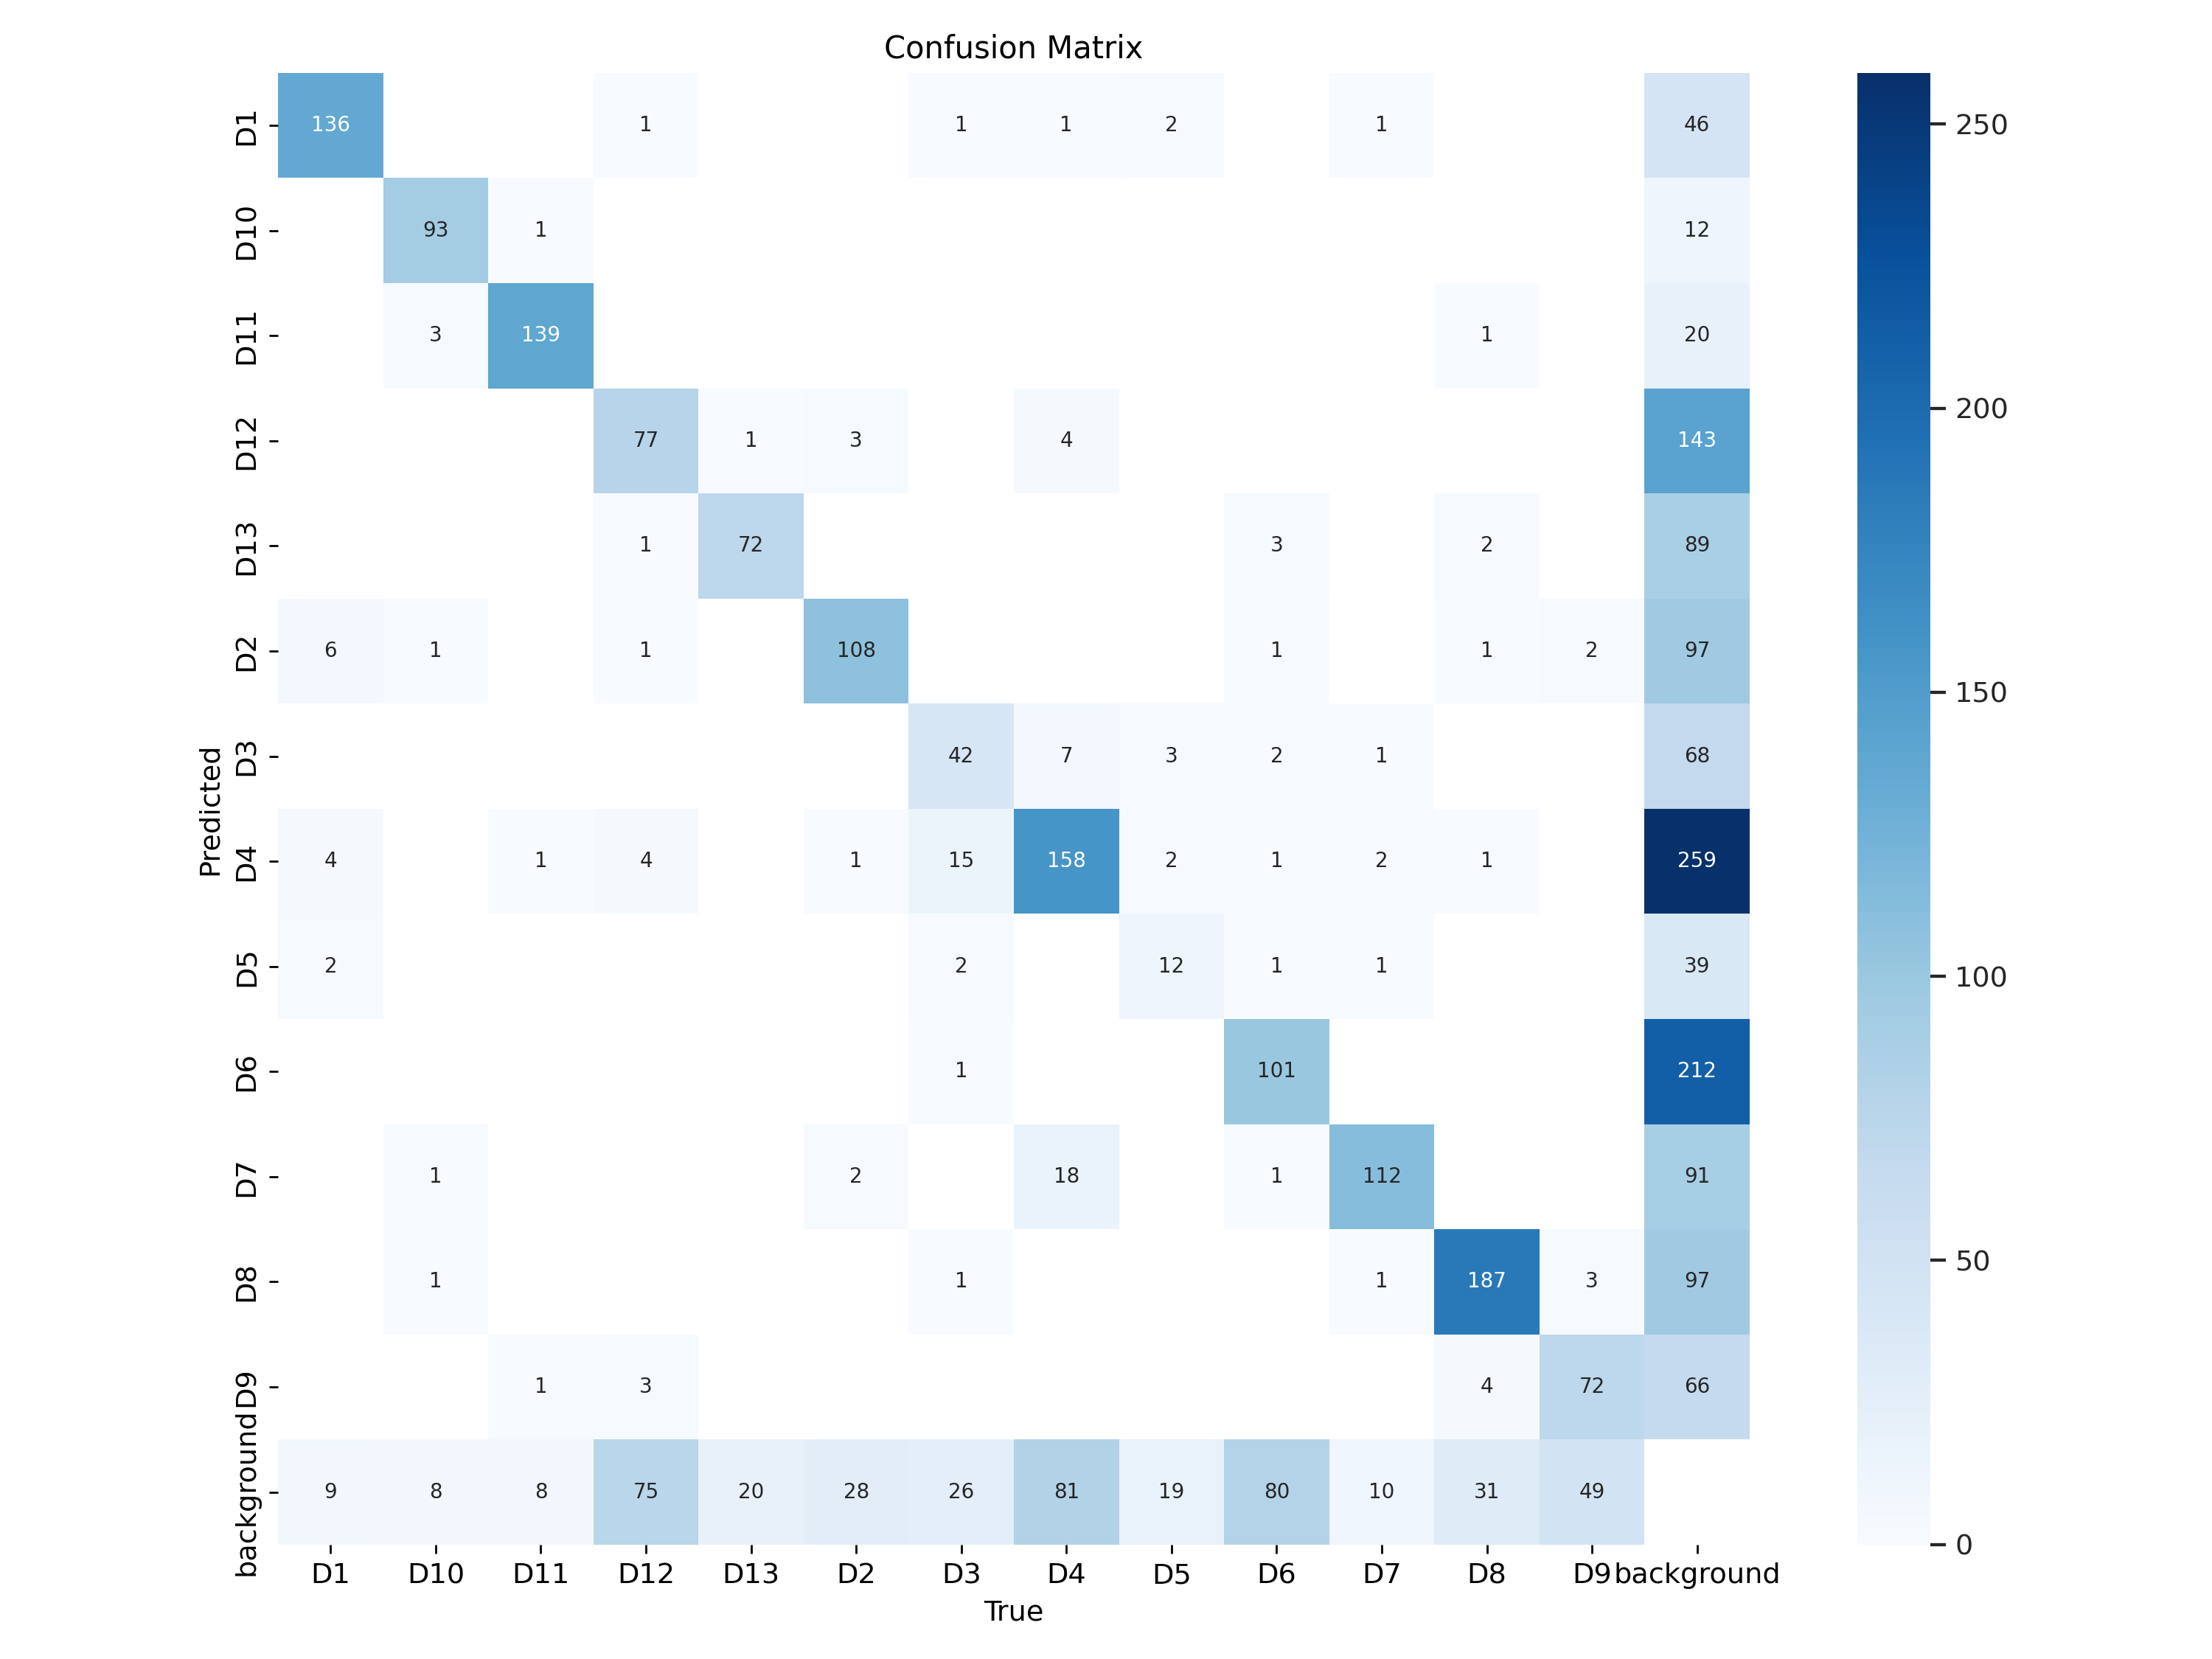 Confusion Matrix
D1 136 1 1 1 2 1 46
D10 93 1 12
D11 3 139 1 20
D12 77 1 3 4 143
D13 1 72 3 2 89
D2 6 1 1 108 1 1 2 97
D3 42 7 3 2 1 68
D4 4 1 4 1 15 158 2 1 2 1 259
D5 2 2 12 1 1 39
D6 1 101 212
D7 1 2 18 1 112 91
D8 1 1 1 187 3 97
D9 1 3 4 72 66
background 9 8 8 75 20 28 26 81 19 80 10 31 49
D1 D10 D11 D12 D13 D2 D3 D4 D5 D6 D7 D8 D9 background
True
Predicted
250
200
150
100
50
0